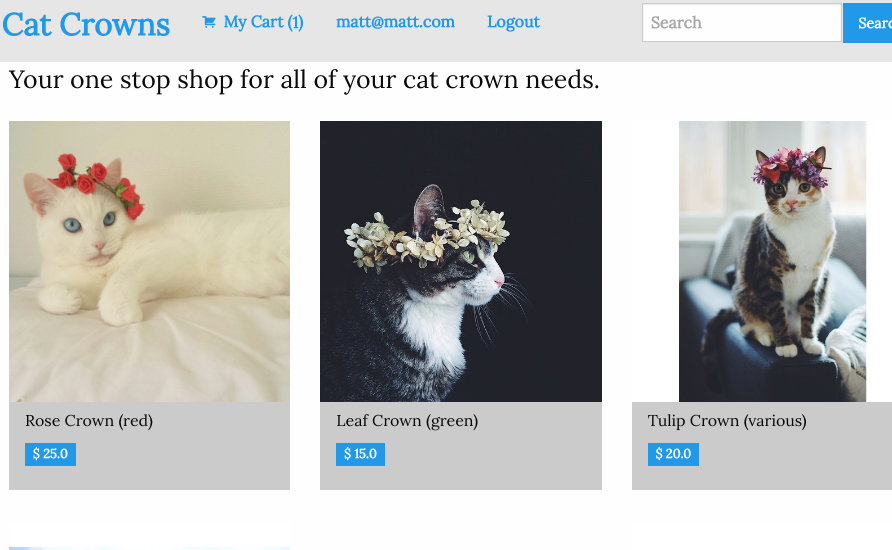 Cat Crowns My Cart (1) matt@matt.com Logout Search
Your one stop shop for all of your cat crown needs.
Rose Crown (red) Leaf Crown (green) Tulip Crown (various)
$ 25.0 $ 15.0 $ 20.0